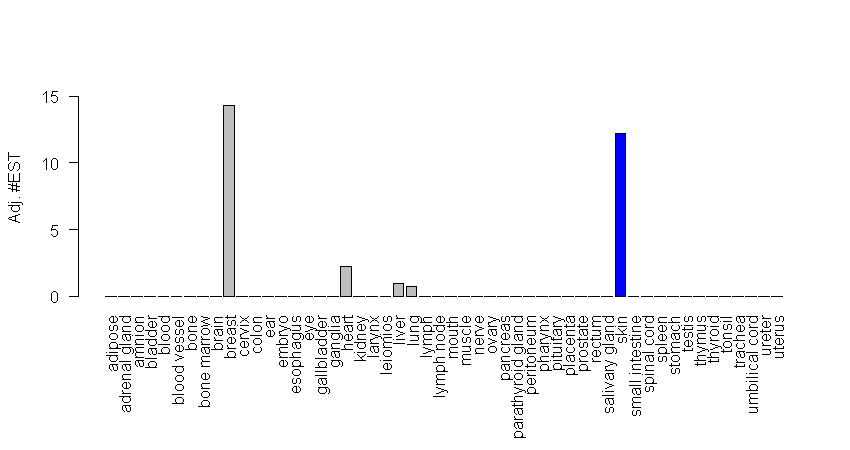 15
10
5
0
Adj. #EST
adipose
adrenal gland
amnion
bladder
blood
blood vessel
bone
bone marrow
brain
breast
cervix
colon
ear
embryo
esophagus
eye
gallbladder
ganglia
heart
kidney
larynx
leiomios
liver
lung
lymph
lymph node
mouth
muscle
nerve
ovary
pancreas
parathyroid gland
peritoneum
pharynx
pituitary
placenta
prostate
rectum
salivary gland
skin
small intestine
spinal cord
spleen
stomach
testis
thymus
thyroid
tonsil
trachea
umbilical cord
ureter
uterus